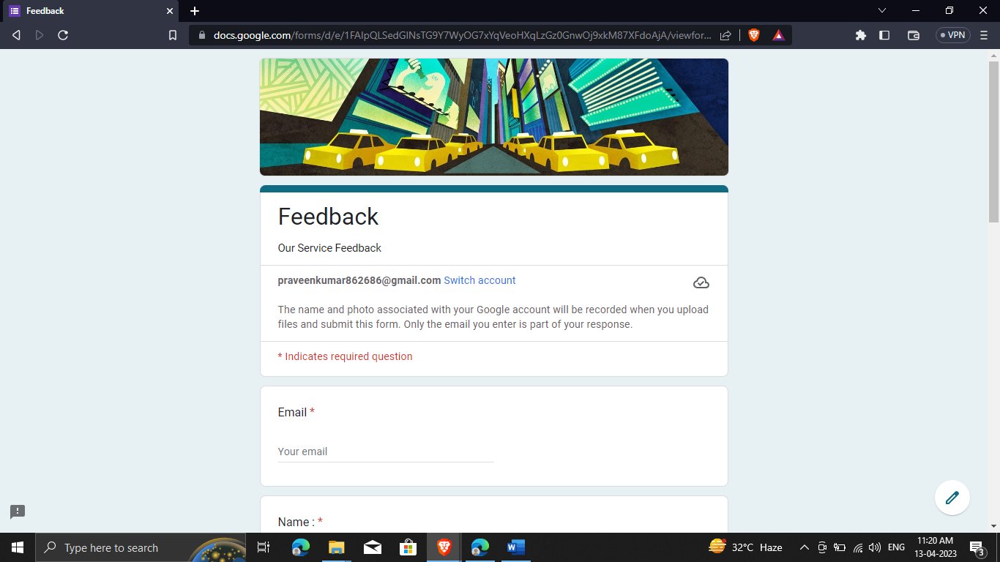 Feedback
docs.google.com/forms/d/e/1FAIpQLSedGlNsTG9Y7WyOG7xYqVeoHXqLzGz0GnwOj9xkM87XFdoAjA/viewfor...
VPN
Feedback
Our Service Feedback
praveenkumar862686@gmail.com Switch account
The name and photo associated with your Google account will be recorded when you upload
files and submit this form. Only the email you enter is part of your response.
* Indicates required question
Email *
Your email
Name : *
Type here to search
32°C Haze
ENG
11:20 AM
13-04-2023
3